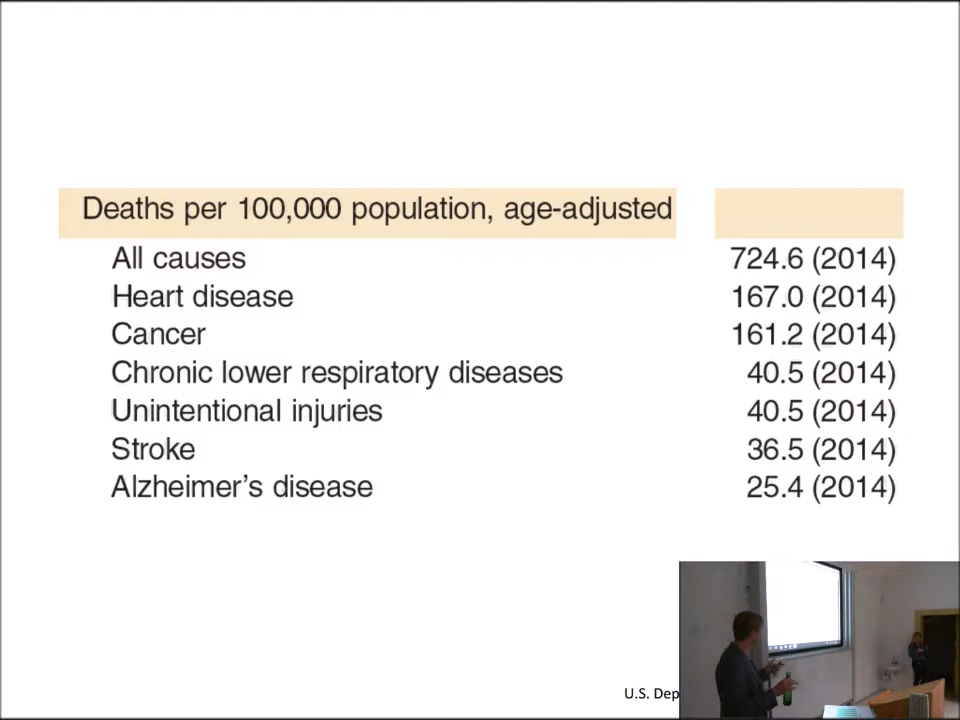 Deaths per 100,000 population, age-adjusted
All causes 724.6 (2014)
Heart disease 167.0 (2014)
Cancer 161.2 (2014)
Chronic lower respiratory diseases 40.5 (2014)
Unintentional injuries 40.5 (2014)
Stroke 36.5 (2014)
Alzheimer’s disease 25.4 (2014)
U.S. Dep